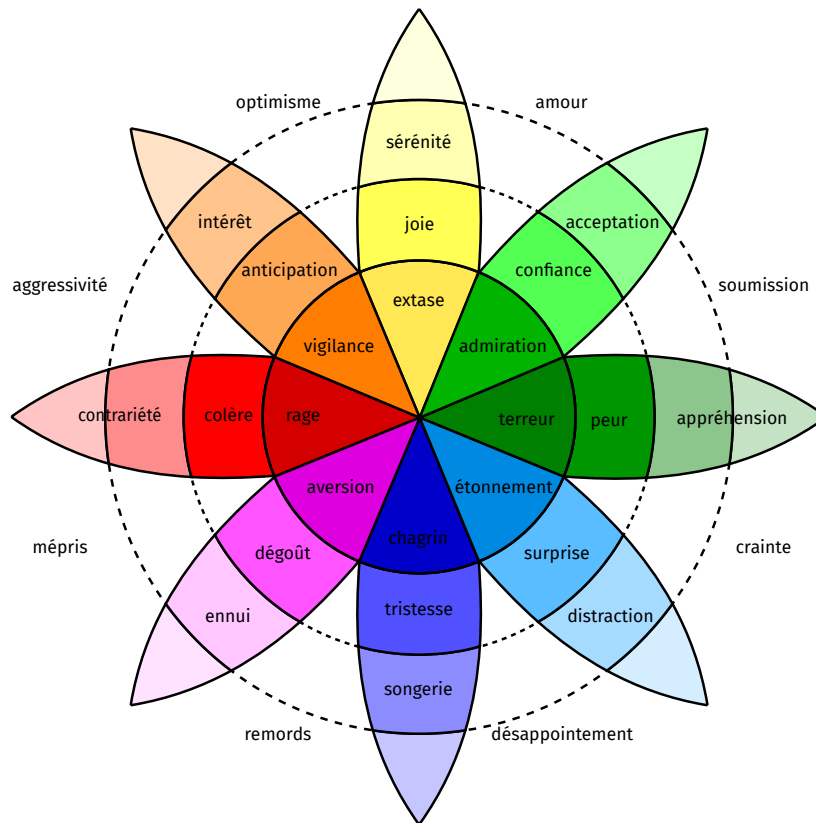 optimisme
amour
sérénité
intérêt
joie
acceptation
anticipation
confiance
aggressivité
soumission
extase
vigilance
admiration
contrariété
colère
rage
terreur
peur
appréhension
aversion
étonnement
chagrin
mépris
dégoût
surprise
crainte
ennui
tristesse
distraction
songerie
remords
désappointement